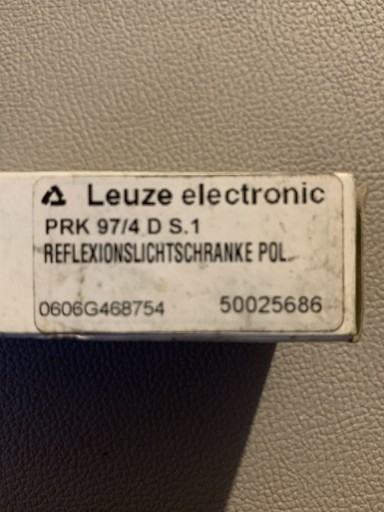 Leuze electronic
PRK 97/4 D S.1
REFLEXIONSLICHTSCHRANKE POL.
0606G468754 50025686